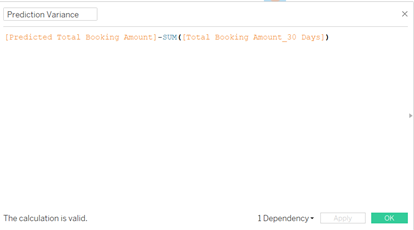 Prediction Variance
[Predicted Total Booking Amount]-SUM([Total Booking Amount_30 Days])
The calculation is valid.
1 Dependency
Apply
OK